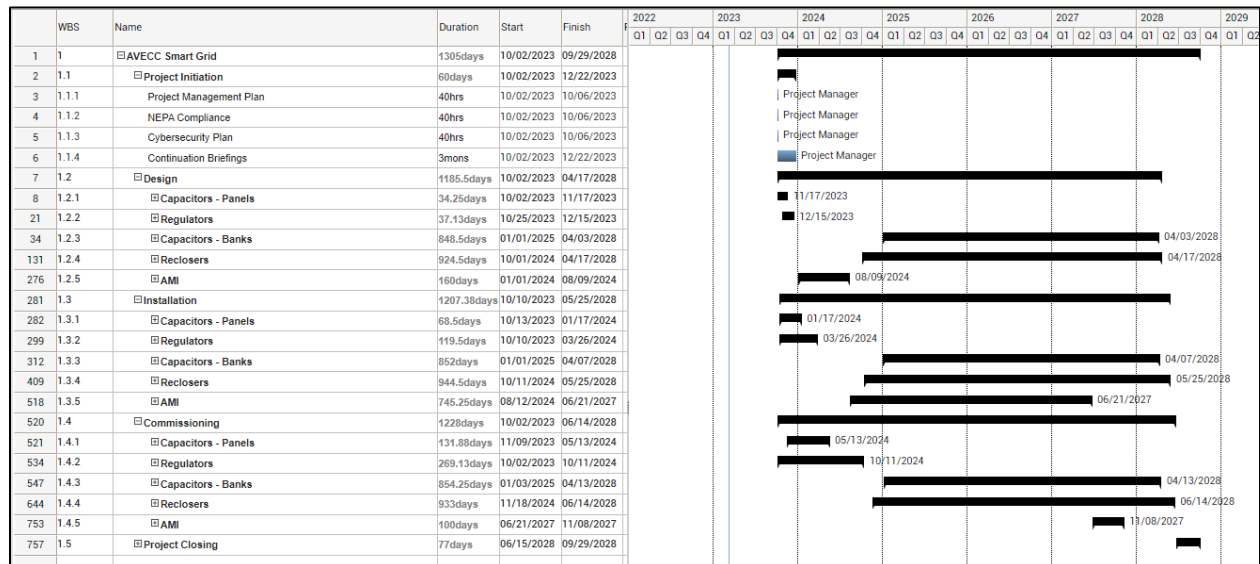 2022 2023 2024 2025 2026 2027 2028 2029
WBS Name Duration Start Finish
Q1 Q2 Q3 Q4 Q1 Q2 Q3 Q4 Q1 Q2 Q3 Q4 Q1 Q2 Q3 Q4 Q1 Q2 Q3 Q4 Q1 Q2 Q3 Q4 Q1 Q2 Q3 Q4 Q1 Q2
1 1 AVECC Smart Grid 1305days 10/02/2023 09/29/2028
2 1.1 Project Initiation 60days 10/02/2023 12/22/2023
3 1.1.1 Project Management Plan 40hrs 10/02/2023 10/06/2023 Project Manager
4 1.1.2 NEPA Compliance 40hrs 10/02/2023 10/06/2023 Project Manager
5 1.1.3 Cybersecurity Plan 40hrs 10/02/2023 10/06/2023 Project Manager
6 1.1.4 Continuation Briefings 3mons 10/02/2023 12/22/2023 Project Manager
7 1.2 Design 1185.5days 10/02/2023 04/17/2028
8 1.2.1 Capacitors - Panels 34.25days 10/02/2023 11/17/2023 11/17/2023
21 1.2.2 Regulators 37.13days 10/25/2023 12/15/2023 12/15/2023
34 1.2.3 Capacitors - Banks 848.5days 01/01/2025 04/03/2028 04/03/2028
131 1.2.4 Reclosers 924.5days 10/01/2024 04/17/2028 04/17/2028
276 1.2.5 AMI 160days 01/01/2024 08/09/2024 08/09/2024
281 1.3 Installation 1207.38days 10/10/2023 05/25/2028
282 1.3.1 Capacitors - Panels 68.5days 10/13/2023 01/17/2024 01/17/2024
299 1.3.2 Regulators 119.5days 10/10/2023 03/26/2024 03/26/2024
312 1.3.3 Capacitors - Banks 852days 01/01/2025 04/07/2028 04/07/2028
409 1.3.4 Reclosers 944.5days 10/11/2024 05/25/2028 05/25/2028
518 1.3.5 AMI 745.25days 08/12/2024 06/21/2027 06/21/2027
520 1.4 Commissioning 1228days 10/02/2023 06/14/2028
521 1.4.1 Capacitors - Panels 131.88days 11/09/2023 05/13/2024 05/13/2024
534 1.4.2 Regulators 269.13days 10/02/2023 10/11/2024 10/11/2024
547 1.4.3 Capacitors - Banks 854.25days 01/03/2025 04/13/2028 04/13/2028
644 1.4.4 Reclosers 933days 11/18/2024 06/14/2028 06/14/2028
753 1.4.5 AMI 100days 06/21/2027 11/08/2027 11/08/2027
757 1.5 Project Closing 77days 06/15/2028 09/29/2028